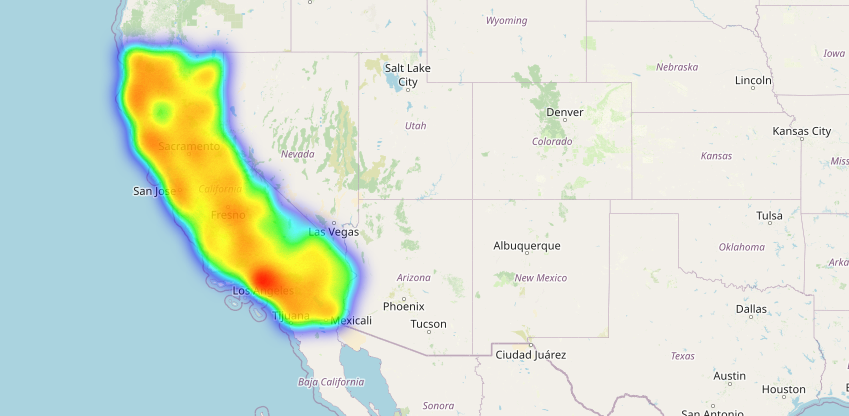 Wyoming
Iowa
Nebraska
Salt Lake
City
Lincoln
Denver
Utah
Kansas City
Colorado
Sacramento
Nevada
Kansas
Miss
San José
California
Fresno
Tulsa
Las Vegas
Albuquerque
Oklahoma
Arka
Arizona
New Mexico
Los Angeles
Phoenix
Dallas
Tijuana
Mexicali
Tucson
Ciudad Juárez
Texas
Austin
Baja California
Houston
Sonora
San Antonio